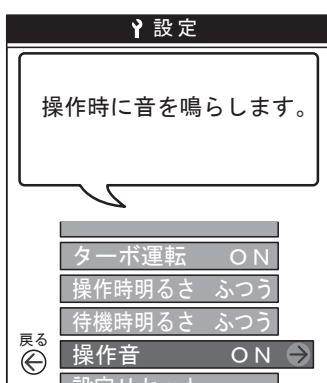 設定
操作時に音を鳴らします。
ターボ運転 ON
操作時明るさ ふつう
待機時明るさ ふつう
戻る
操作音 ON